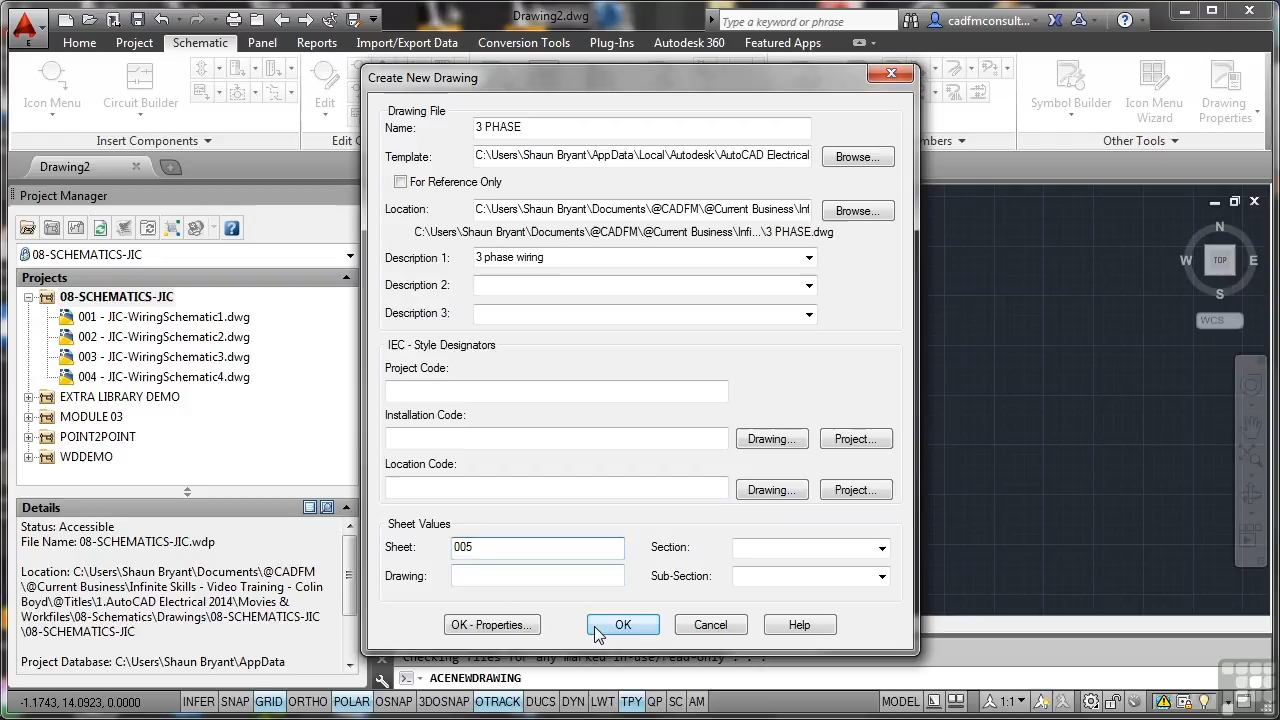 Drawing2.dwg
Type a keyword or phrase
cadfmconsult...
Home Project Schematic Panel Reports Import/Export Data Conversion Tools Plug-Ins Autodesk 360 Featured Apps
Icon Menu Circuit Builder Edit Symbol Builder Icon Menu Wizard Drawing Properties
Insert Components Edit Other Tools
Drawing2
Project Manager
08-SCHEMATICS-JIC
Projects
08-SCHEMATICS-JIC
001 - JIC-WiringSchematic1.dwg
002 - JIC-WiringSchematic2.dwg
003 - JIC-WiringSchematic3.dwg
004 - JIC-WiringSchematic4.dwg
EXTRA LIBRARY DEMO
MODULE 03
POINT2POINT
WDDEMO
Details
Status: Accessible
File Name: 08-SCHEMATICS-JIC.wdp
Location: C:\Users\Shaun Bryant\Documents\@CADFM
\@Current Business\Infinite Skills - Video Training - Colin
Boyd\@Titles\1.AutoCAD Electrical 2014\Movies &
Workfiles\08-Schematics\Drawings\08-SCHEMATICS-JIC
\08-SCHEMATICS-JIC
Project Database: C:\Users\Shaun Bryant\AppData
Create New Drawing
Drawing File
Name: 3 PHASE
Template: C:\Users\Shaun Bryant\AppData\Local\Autodesk\AutoCAD Electrical Browse...
For Reference Only
Location: C:\Users\Shaun Bryant\Documents\@CADFM\@Current Business\Inf Browse...
C:\Users\Shaun Bryant\Documents\@CADFM\@Current Business\Infi...\3 PHASE.dwg
Description 1: 3 phase wiring
Description 2:
Description 3:
IEC - Style Designators
Project Code:
Installation Code:
Drawing... Project...
Location Code:
Drawing... Project...
Sheet Values
Sheet: 005 Section:
Drawing: Sub-Section:
OK - Properties... OK Cancel Help
N
W TOP E
S
WCS
ACENEWDRAWING
-1.1743, 14.0923, 0.0000 INFER SNAP GRID ORTHO POLAR OSNAP 3DOSNAP OTRACK DUCS DYN LWT TPY QP SC AM MODEL 1:1